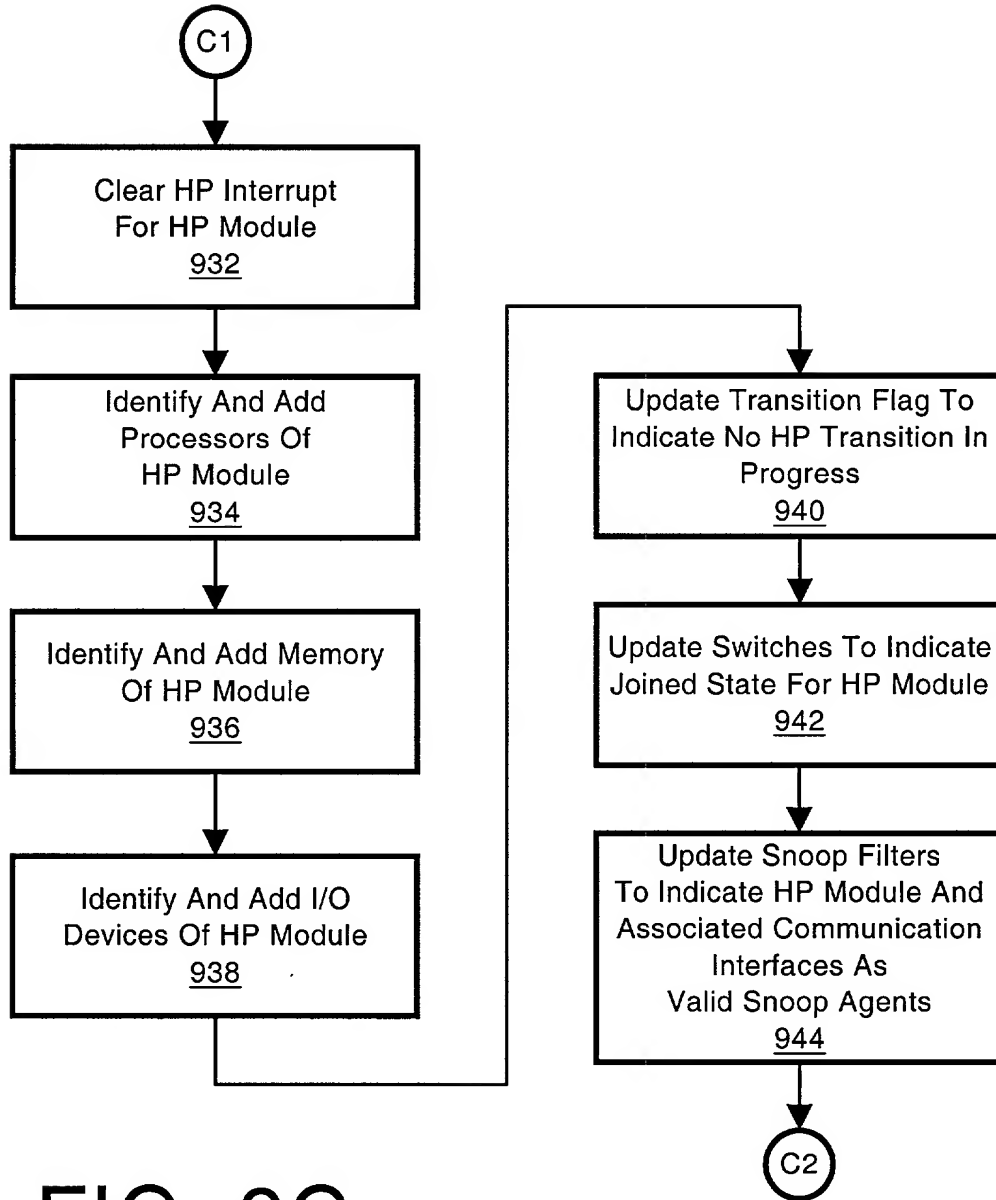 C1
Clear HP Interrupt
For HP Module
932
Identify And Add
Processors Of
HP Module
934
Identify And Add Memory
Of HP Module
936
Identify And Add I/O
Devices Of HP Module
938
Update Transition Flag To
Indicate No HP Transition In
Progress
940
Update Switches To Indicate
Joined State For HP Module
942
Update Snoop Filters
To Indicate HP Module And
Associated Communication
Interfaces As
Valid Snoop Agents
944
C2